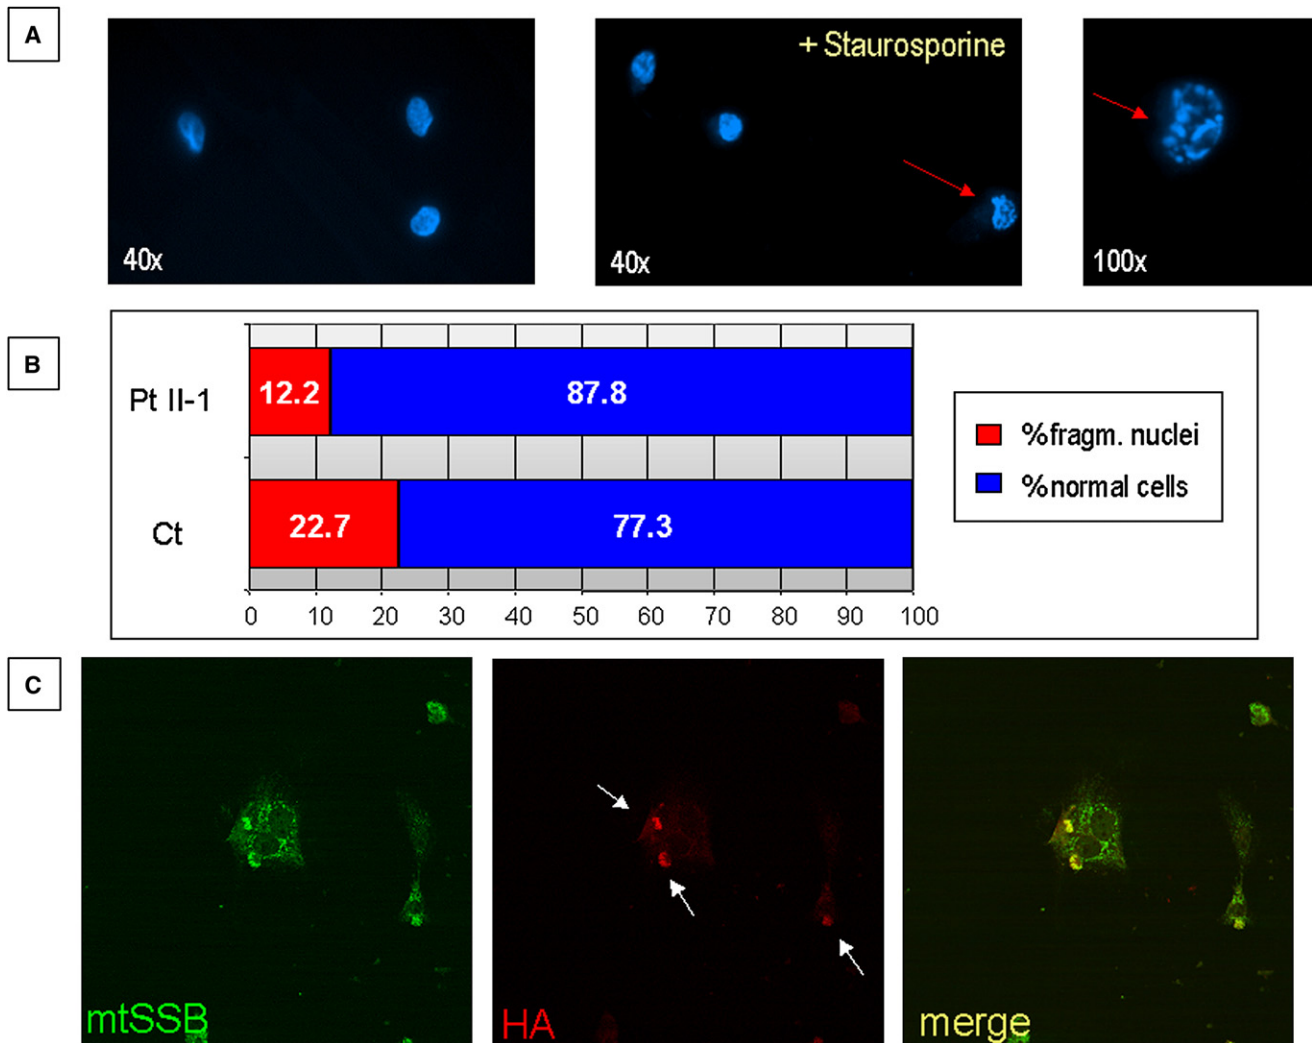 A
+ Staurosporine
40x
40x
100x
B
Pt II-1
12.2
87.8
Ct
22.7
77.3
0 10 20 30 40 50 60 70 80 90 100
%fragm. nuclei
%normal cells
C
mtSSB
HA
merge